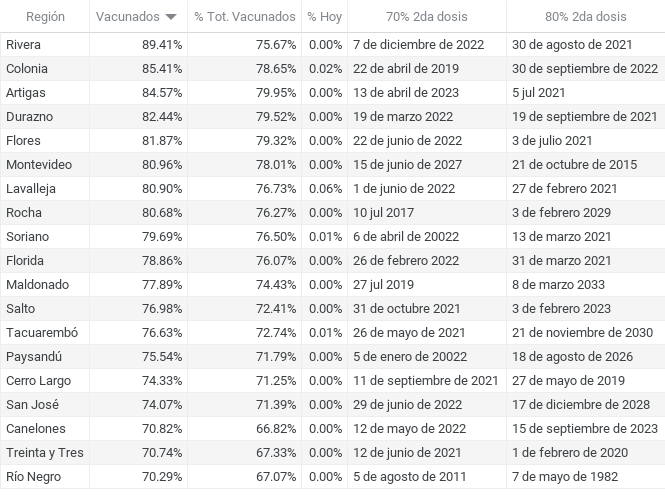 Región Vacunados % Tot. Vacunados % Hoy 70% 2da dosis 80% 2da dosis
Rivera 89.41% 75.67% 0.00% 7 de diciembre de 2022 30 de agosto de 2021
Colonia 85.41% 78.65% 0.02% 22 de abril de 2019 30 de septiembre de 2022
Artigas 84.57% 79.95% 0.00% 13 de abril de 2023 5 jul 2021
Durazno 82.44% 79.52% 0.00% 19 de marzo 2022 19 de septiembre de 2021
Flores 81.87% 79.32% 0.00% 22 de junio de 2022 3 de julio 2021
Montevideo 80.96% 78.01% 0.00% 15 de junio de 2027 21 de octubre de 2015
Lavalleja 80.90% 76.73% 0.06% 1 de junio de 2022 27 de febrero 2021
Rocha 80.68% 76.27% 0.00% 10 jul 2017 3 de febrero 2029
Soriano 79.69% 76.50% 0.01% 6 de abril de 20022 13 de marzo 2021
Florida 78.86% 76.07% 0.00% 26 de febrero 2022 31 de marzo 2021
Maldonado 77.89% 74.43% 0.00% 27 jul 2019 8 de marzo 2033
Salto 76.98% 72.41% 0.00% 31 de octubre 2021 3 de febrero 2023
Tacuarembó 76.63% 72.74% 0.01% 26 de mayo de 2021 21 de noviembre de 2030
Paysandú 75.54% 71.79% 0.00% 5 de enero de 20022 18 de agosto de 2026
Cerro Largo 74.33% 71.25% 0.00% 11 de septiembre de 2021 27 de mayo de 2019
San José 74.07% 71.39% 0.00% 29 de junio de 2022 17 de diciembre de 2028
Canelones 70.82% 66.82% 0.00% 12 de mayo de 2022 15 de septiembre de 2023
Treinta y Tres 70.74% 67.33% 0.00% 12 de junio de 2021 1 de febrero de 2020
Río Negro 70.29% 67.07% 0.00% 5 de agosto de 2011 7 de mayo de 1982